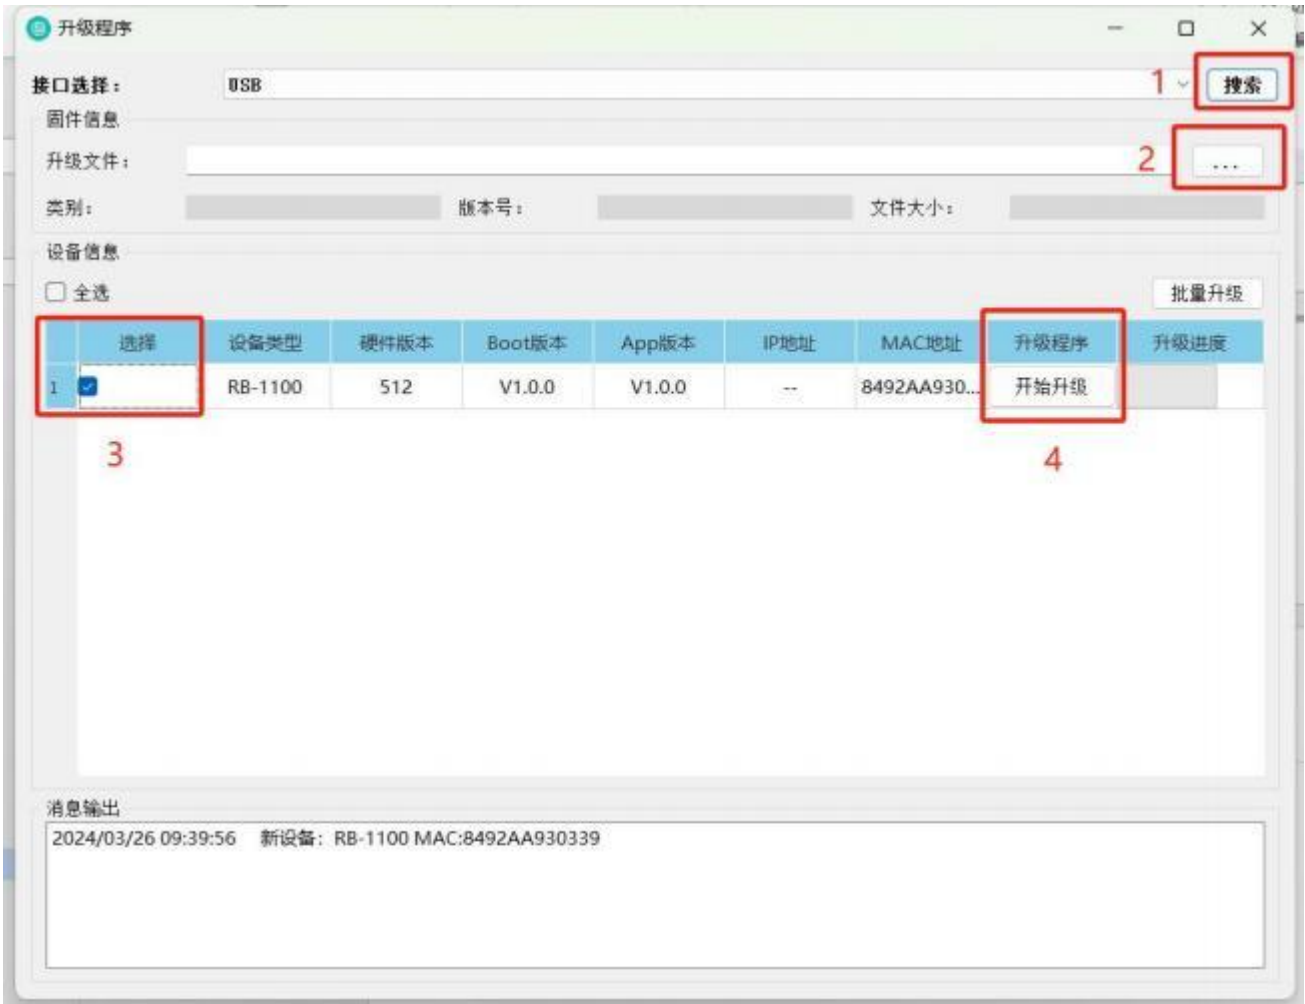 升级程序
接口选择： USB 1 搜索
固件信息
升级文件： 2 ...
类别： 版本号： 文件大小：
设备信息
全选 批量升级
选择 设备类型 硬件版本 Boot版本 App版本 IP地址 MAC地址 升级程序 升级进度
1 RB-1100 512 V1.0.0 V1.0.0 -- 8492AA930... 开始升级
3 4
消息输出
2024/03/26 09:39:56 新设备：RB-1100 MAC:8492AA930339